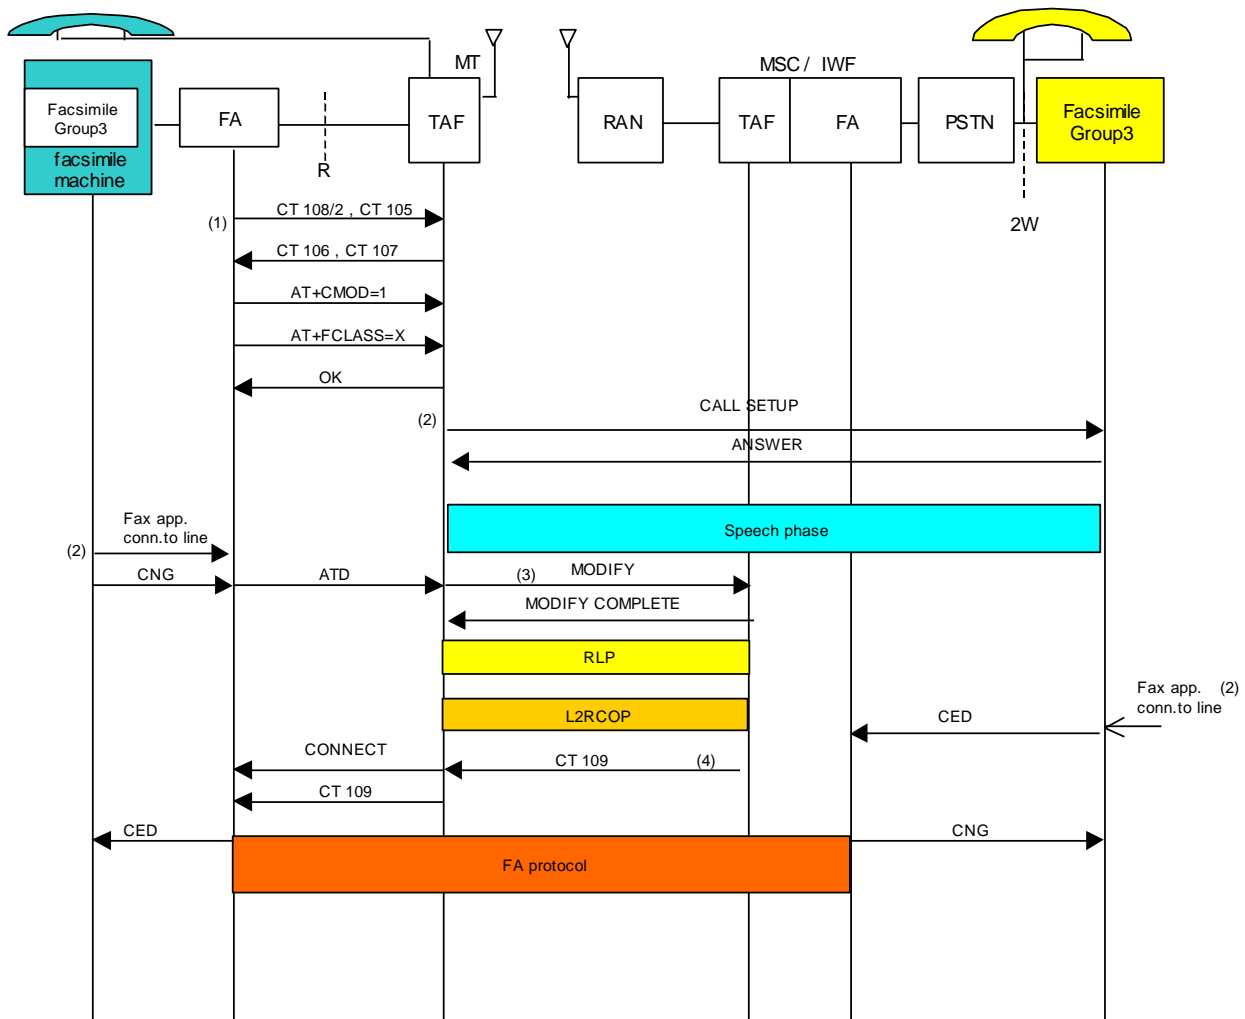 MT
MSC / IWF
Facsimile
Group3
facsimile
machine
FA
R
TAF
RAN
TAF
FA
PSTN
2W
Facsimile
Group3
(1)
CT 108/2 , CT 105
CT 106 , CT 107
AT+CMOD=1
AT+FCLASS=X
OK
(2)
CALL SETUP
ANSWER
Speech phase
Fax app.
conn.to line
(2)
CNG
ATD
(3)
MODIFY
MODIFY COMPLETE
RLP
L2RCOP
Fax app. (2)
conn.to line
CED
CONNECT
CT 109 (4)
CT 109
CED
CNG
FA protocol